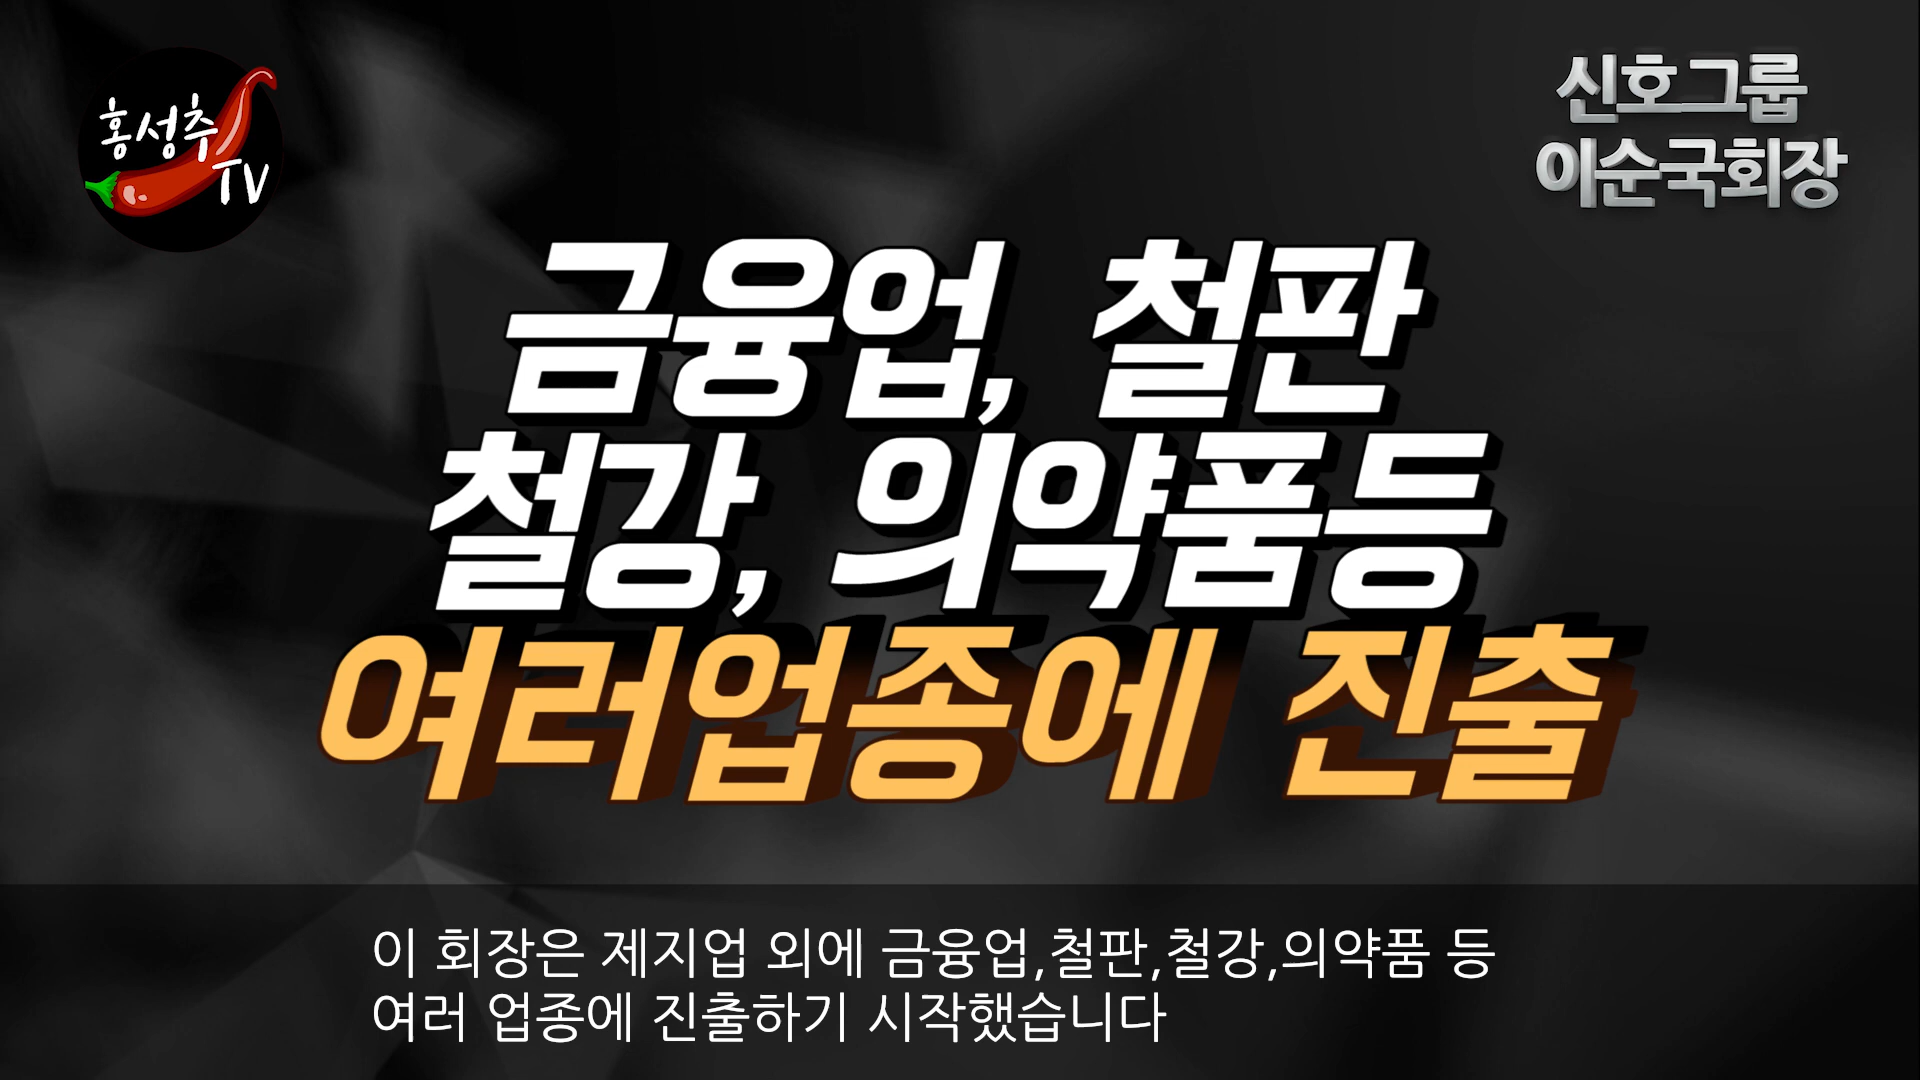 홍성추
TV
신호그룹
이순국회장
금융업, 철판
철강, 의약품등
여러업종에 진출
이 회장은 제지업 외에 금융업,철판,철강,의약품 등
여러 업종에 진출하기 시작했습니다